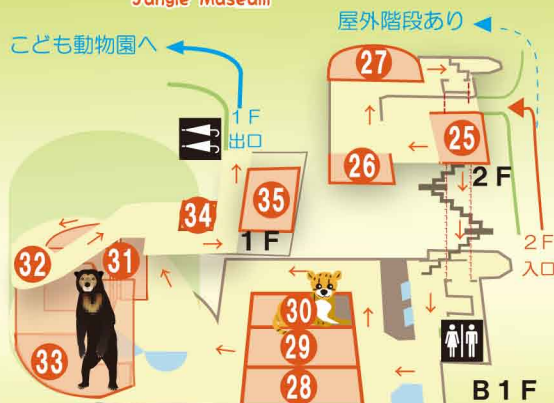 Jungle Museum
屋外階段あり
こども動物園へ
27
1F
出口
25
26
2F
35
34
1F
2F
入口
32
31
30
29
33
28
B1F